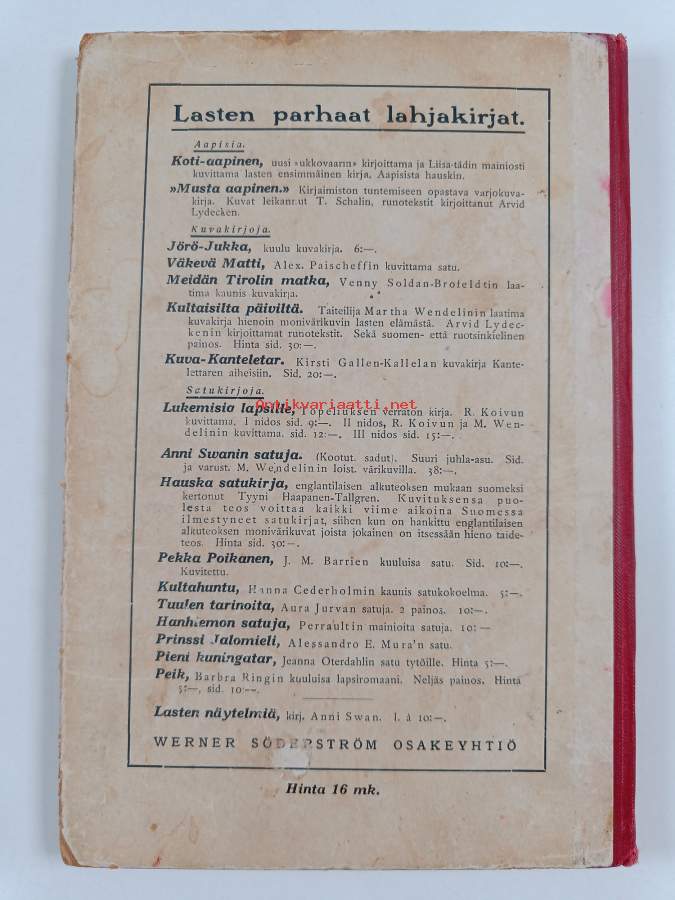 Lasten parhaat lahjakirjat.
Aapisia.
Koti-aapinen, uusi »ukkovaarin» kirjoittama ja Liisa-tädin mainiosti
kuvittama lasten ensimmäinen kirja. Aapisista hauskin.
»Musta aapinen.» Kirjaimiston tuntemiseen opastava varjokuva-
kirja. Kuvat leikannut T. Schalin, runotekstit kirjoittanut Arvid
Lydecken.
Kuvakirjoja.
Jörö-Jukka, kuulu kuvakirja. 6:—.
Väkevä Matti, Alex. Paischeffin kuvittama satu.
Meidän Tirolin matka, Venny Soldan-Brofeldtin laa-
tima kaunis kuvakirja.
Kultaisilta päiviltä. Taiteilija Martha Wendelinin laatima
kuvakirja hienoin monivärikuvin lasten elämästä. Arvid Lydec-
kenin kirjoittamat runotekstit. Sekä suomen- että ruotsinkielinen
painos. Hinta sid. 30:—.
Kuva-Kanteletar. Kirsti Gallen-Kallelan kuvakirja Kante-
lettaren aiheisiin. Sid. 20:—.
Satukirjoja.
antikvariaatti.net
Lukemisia lapsille, Topeliuksen verraton kirja. R. Koivun
kuvittama. I nidos sid. 9:—. II nidos, R. Koivun ja M. Wen-
delinin kuvittama. sid. 12:—. III nidos sid. 15:—.
Anni Swanin satuja. (Kootut. sadut). Suuri juhla-asu. Sid.
ja varust. M. Wendelinin loist. värikuvilla. 38:—.
Hauska satukirja, englantilaisen alkuteoksen mukaan suomeksi
kertonut Tyyni Haapanen-Tallgren. Kuvituksensa puo-
lesta teos voittaa kaikki viime aikoina Suomessa
ilmestyneet satukirjat, siihen kun on hankittu englantilaisen
alkuteoksen monivärikuvat joista jokainen on itsessään hieno taide-
teos. Hinta sid. 30:—.
Pekka Poikanen, J. M. Barrien kuuluisa satu. Sid. 10:—.
Kuvitettu.
Kultahuntu, Hanna Cederholmin kaunis satukokoelma. 5:—.
Tuulen tarinoita, Aura Jurvan satuja. 2 painos. 10:—.
Hanhiemon satuja, Perraultin mainioita satuja. 10:—
Prinssi Jalomieli, Alessandro E. Mura'n satu.
Pieni kuningatar, Jeanna Oterdahlin satu tytöille. Hinta 5:—.
Peik, Barbra Ringin kuuluisa lapsiromaani. Neljäs painos. Hinta
5:—, sid. 10:—.
Lasten näytelmiä, kirj. Anni Swan. I. à 10:—.
WERNER SÖDERSTRÖM OSAKEYHTIÖ
Hinta 16 mk.